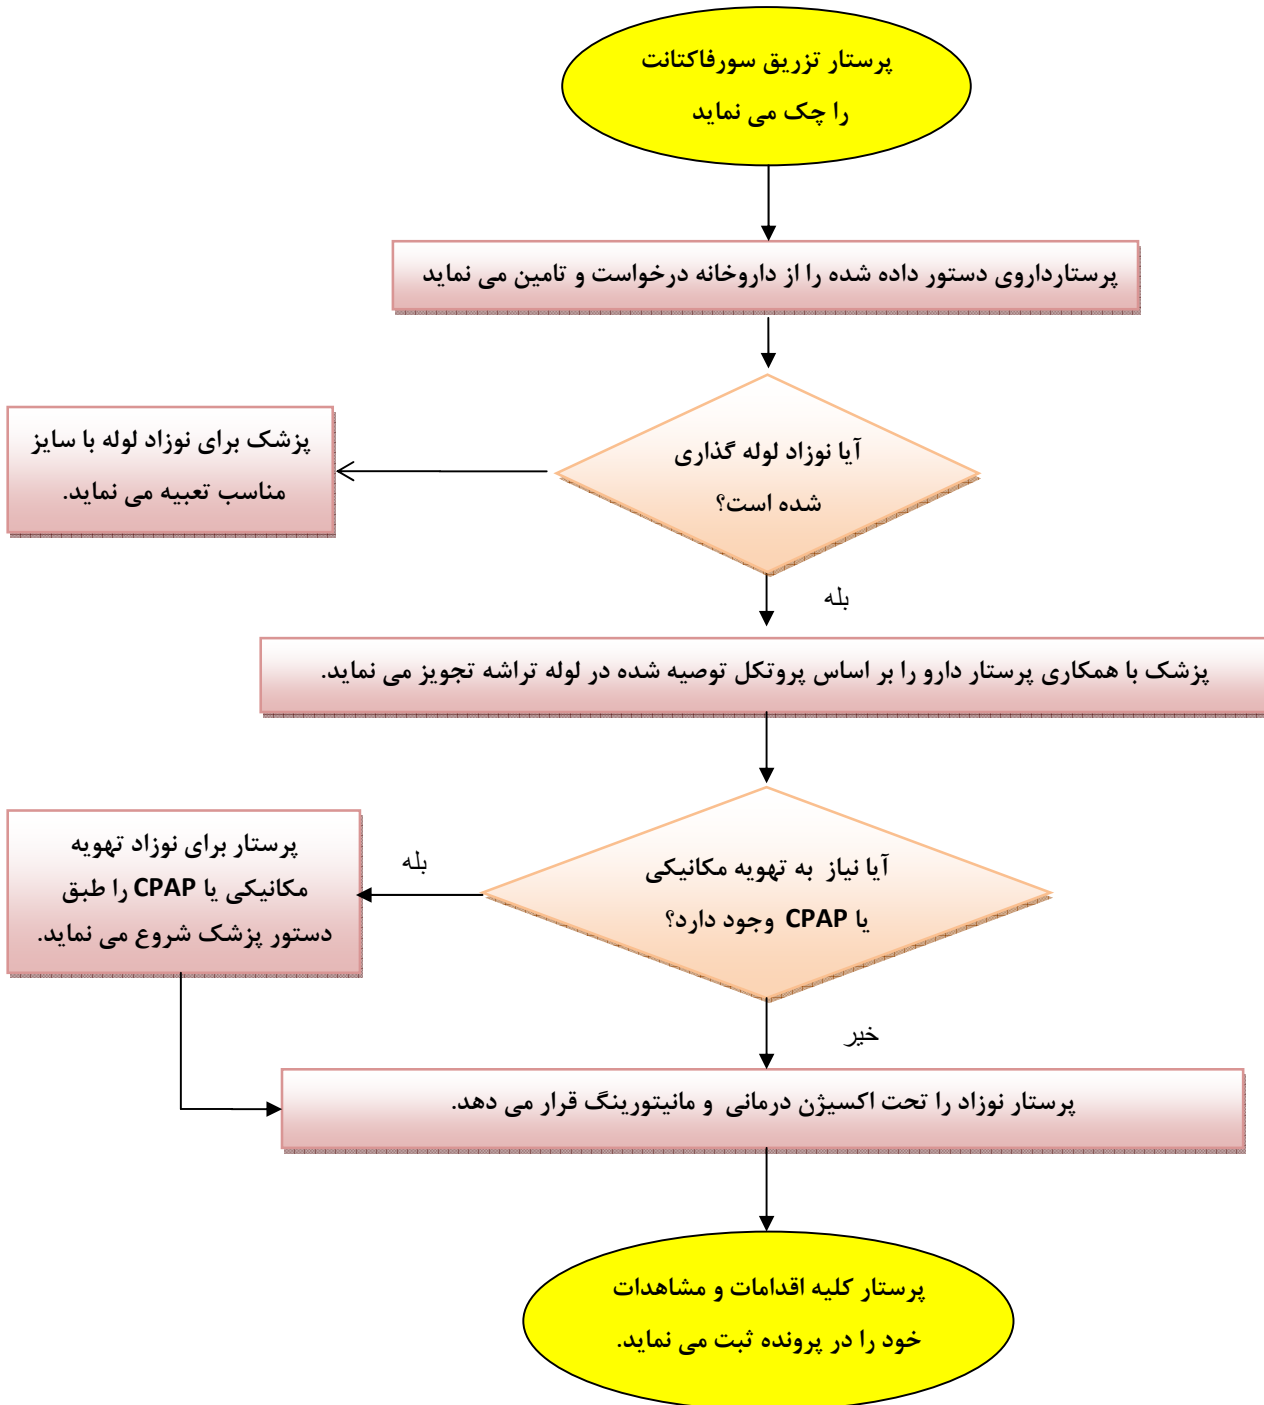 پرستار تزریق سورفاکتانت
را چک می نماید
پرستارداروی دستور داده شده را از داروخانه درخواست و تامین می نماید
آیا نوزاد لوله گذاری
شده است؟
پزشک برای نوزاد لوله با سایز
مناسب تعبیه می نماید.
بله
پزشک با همکاری پرستار دارو را بر اساس پروتکل توصیه شده در لوله تراشه تجویز می نماید.
آیا نیاز به تهویه مکانیکی
یا CPAP وجود دارد؟
بله
پرستار برای نوزاد تهویه
مکانیکی یا CPAP را طبق
دستور پزشک شروع می نماید.
خیر
پرستار نوزاد را تحت اکسیژن درمانی و مانیتورینگ قرار می دهد.
پرستار کلیه اقدامات و مشاهدات
خود را در پرونده ثبت می نماید.